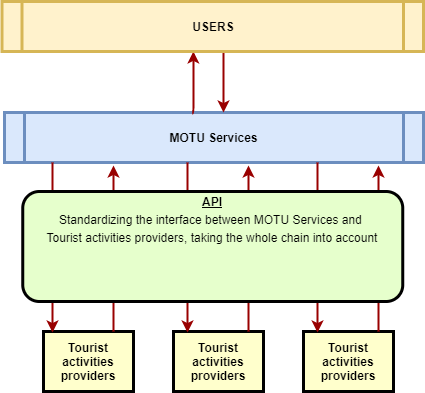 USERS
MOTU Services
API
Standardizing the interface between MOTU Services and
Tourist activities providers, taking the whole chain into account
Tourist
activities
providers
Tourist
activities
providers
Tourist
activities
providers